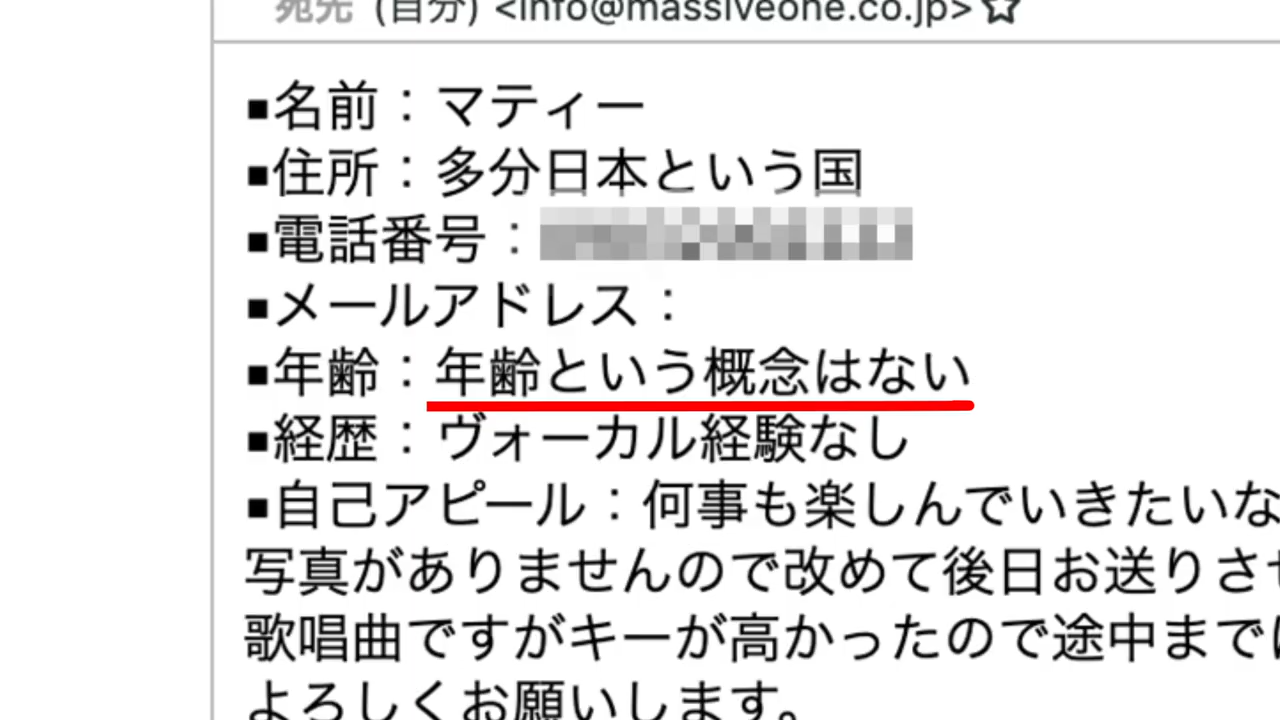 宛先 (自分) <info@massiveone.co.jp> ☆
■名前：マティー
■住所：多分日本という国
■電話番号：
■メールアドレス：
■年齢：年齢という概念はない
■経歴：ヴォーカル経験なし
■自己アピール：何事も楽しんでいきたいな
写真がありませんので改めて後日お送りさせ
歌唱曲ですがキーが高かったので途中までに
よろしくお願いします。